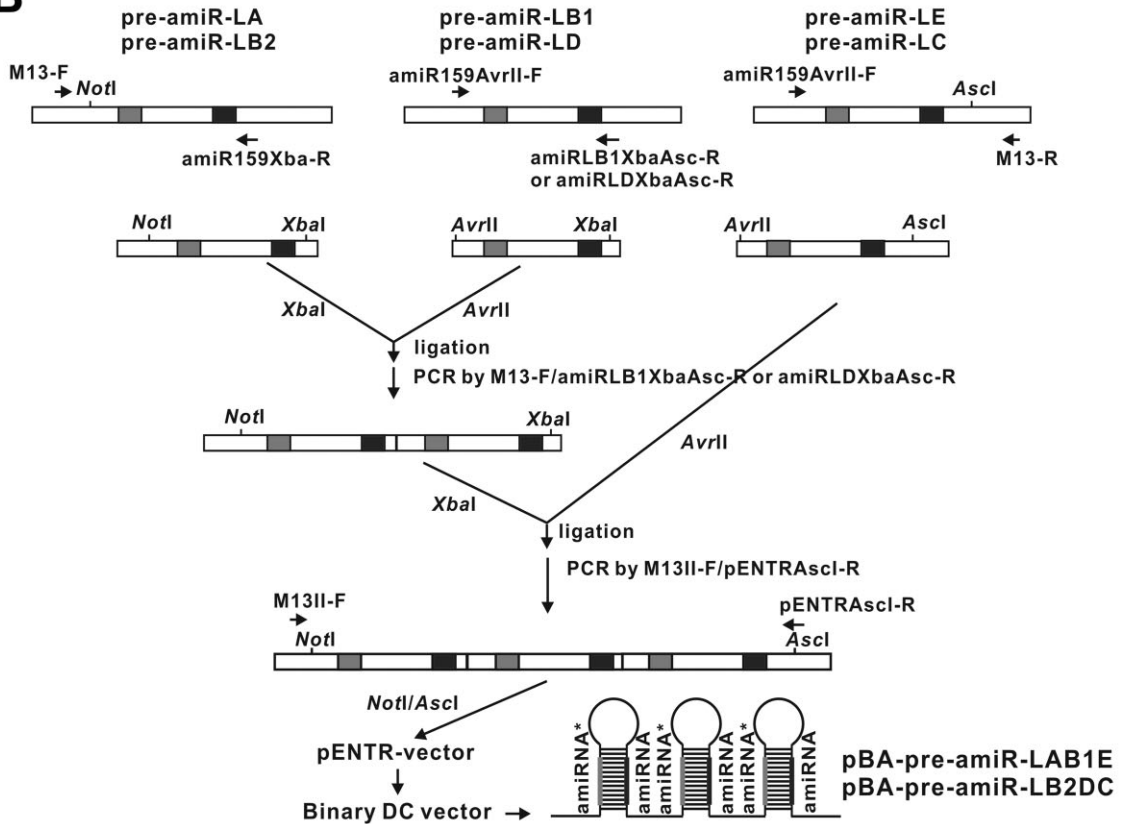 B
pre-amiR-LA
pre-amiR-LB2
pre-amiR-LB1
pre-amiR-LD
pre-amiR-LE
pre-amiR-LC
M13-F
NotI
amiR159Xba-R
amiR159AvrII-F
amiRLB1XbaAsc-R
or amiRLDXbaAsc-R
amiR159AvrII-F
AscI
M13-R
NotI
XbaI
AvrII
XbaI
AvrII
AscI
XbaI
AvrII
ligation
PCR by M13-F/amiRLB1XbaAsc-R or amiRLDXbaAsc-R
NotI
XbaI
AvrII
XbaI
ligation
PCR by M13II-F/pENTRAscI-R
M13II-F
NotI
pENTRAscI-R
AscI
NotI/AscI
pENTR-vector
Binary DC vector
amiRNA*
amiRNA
amiRNA*
amiRNA
amiRNA*
amiRNA
pBA-pre-amiR-LAB1E
pBA-pre-amiR-LB2DC